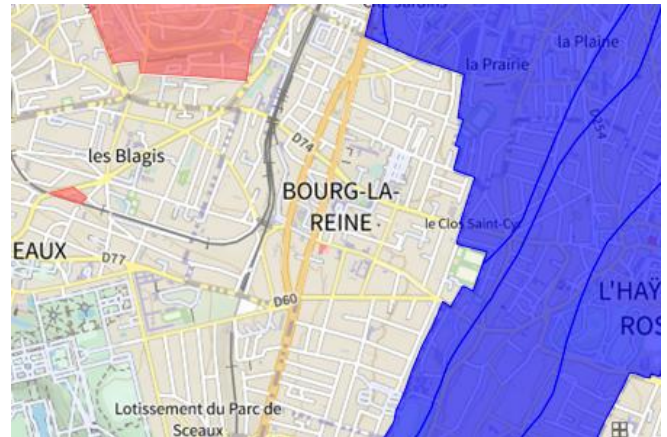 la Plaine
la Prairie
D254
D74
les Blagis
BOURG-LA-
REINE
le Clos Saint-Cyr
EAUX
D77
D60
L'HAŸ
ROS
Lotissement du Parc de
Sceaux